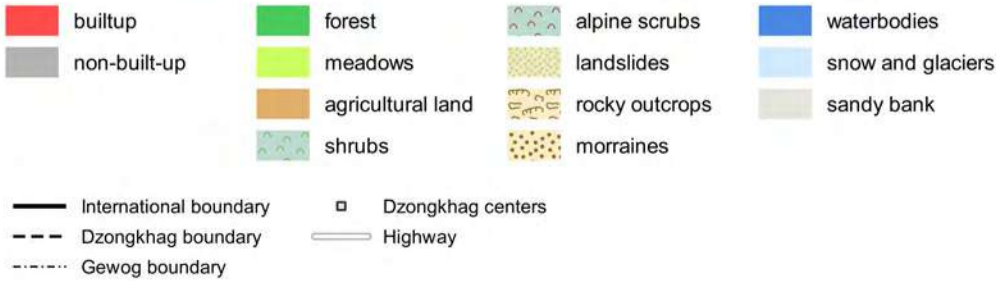 builtup
forest
alpine scrubs
waterbodies
non-built-up
meadows
landslides
snow and glaciers
agricultural land
rocky outcrops
sandy bank
shrubs
morraines
International boundary
Dzongkhag centers
Dzongkhag boundary
Highway
Gewog boundary